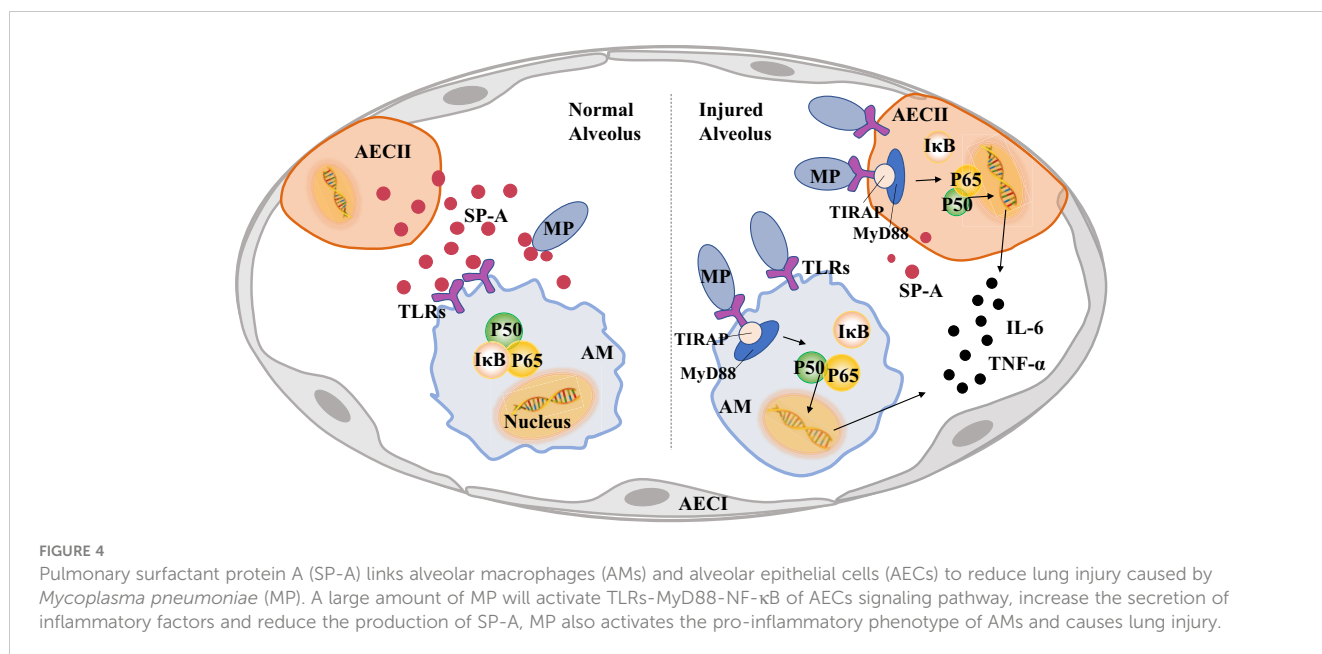 Normal
Alveolus
AECII
SP-A
MP
TLRs
P50
IκB
P65
AM
Nucleus
Injured
Alveolus
AECII
IκB
MP
P65
P50
TIRAP
MyD88
MP
TLRs
SP-A
TIRAP
IκB
MyD88
P50
P65
AM
IL-6
TNF-α
AECI
FIGURE 4
Pulmonary surfactant protein A (SP-A) links alveolar macrophages (AMs) and alveolar epithelial cells (AECs) to reduce lung injury caused by
Mycoplasma pneumoniae (MP). A large amount of MP will activate TLRs-MyD88-NF-κB of AECs signaling pathway, increase the secretion of
inflammatory factors and reduce the production of SP-A, MP also activates the pro-inflammatory phenotype of AMs and causes lung injury.